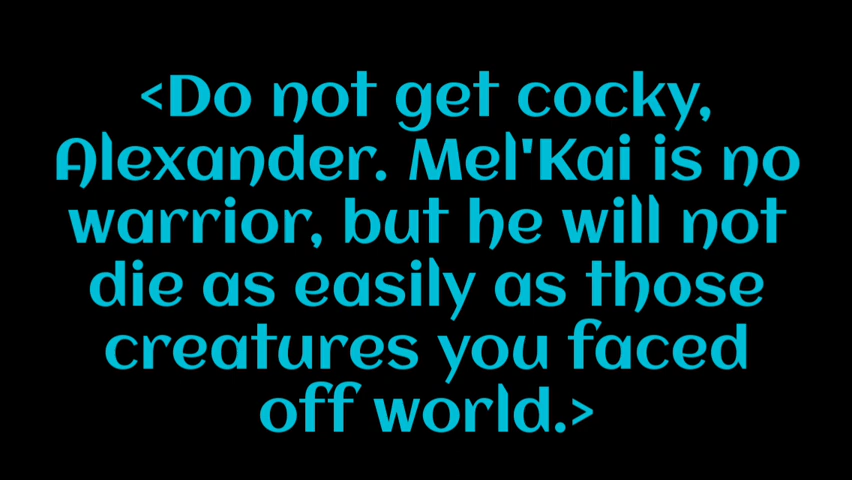 <Do not get cocky,
Alexander. Mel'Kai is no
warrior, but he will not
die as easily as those
creatures you faced
off world.>